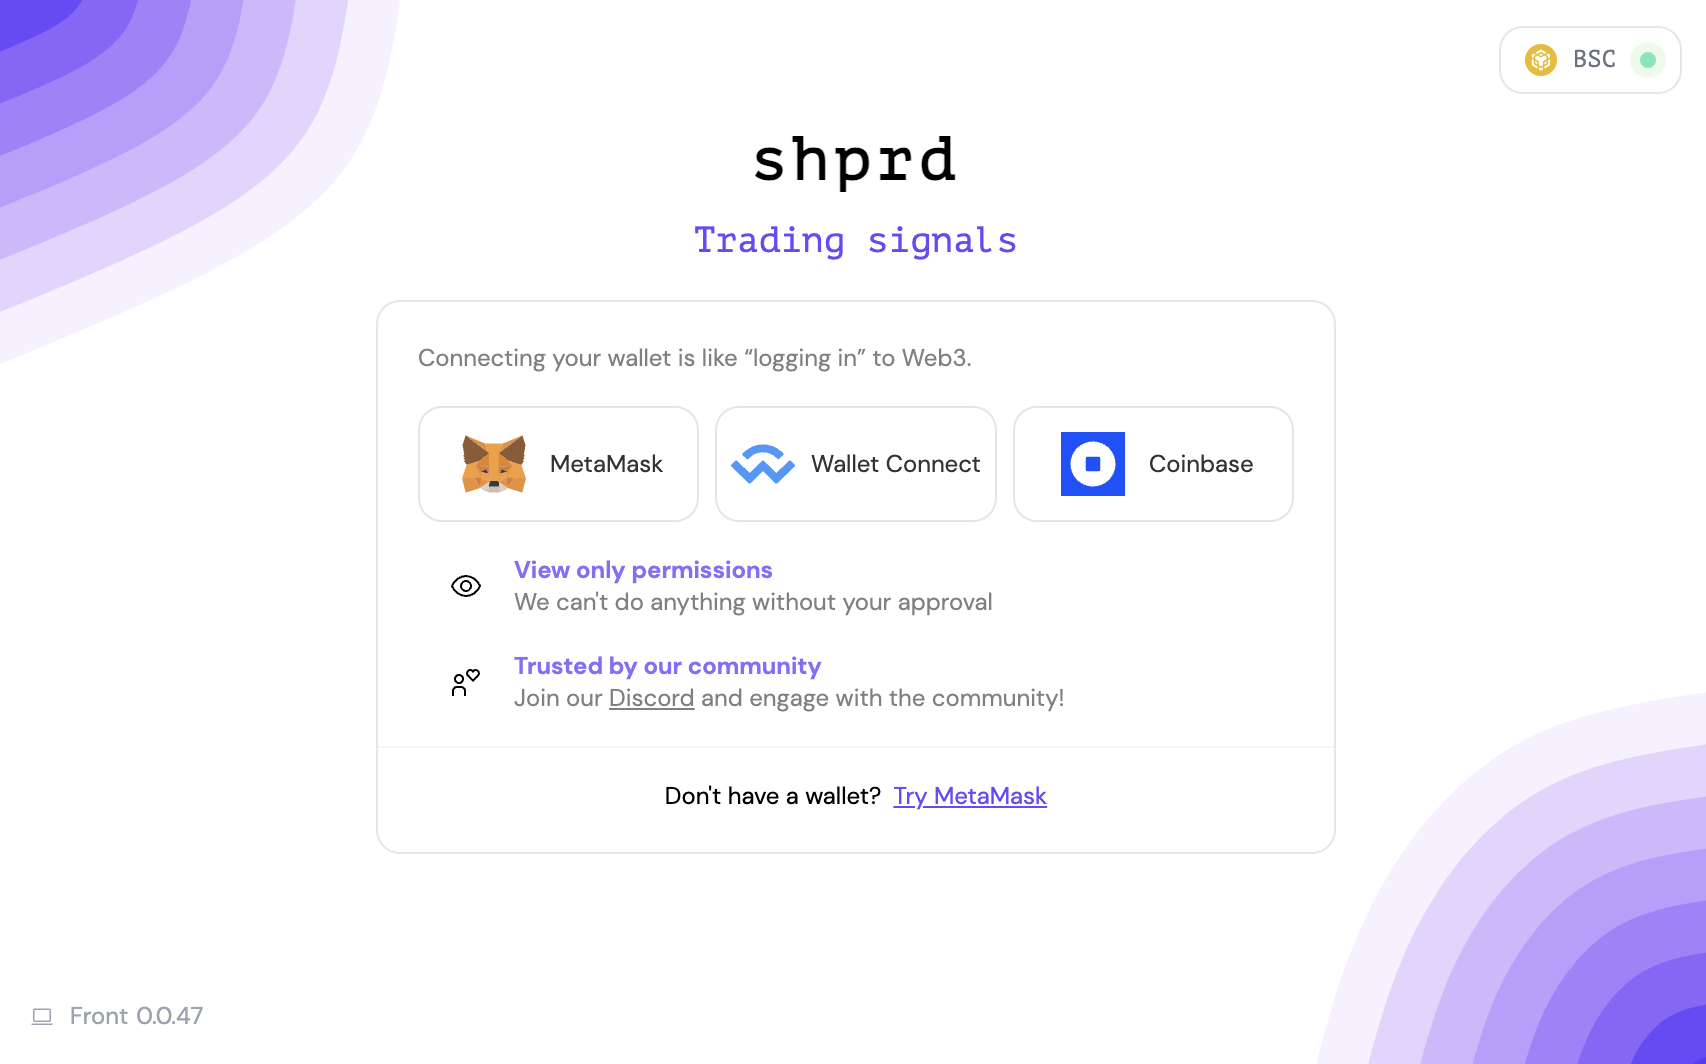 BSC
shprd
Trading signals
Connecting your wallet is like “logging in” to Web3.
MetaMask
Wallet Connect
Coinbase
View only permissions
We can't do anything without your approval
Trusted by our community
Join our Discord and engage with the community!
Don't have a wallet? Try MetaMask
Front 0.0.47